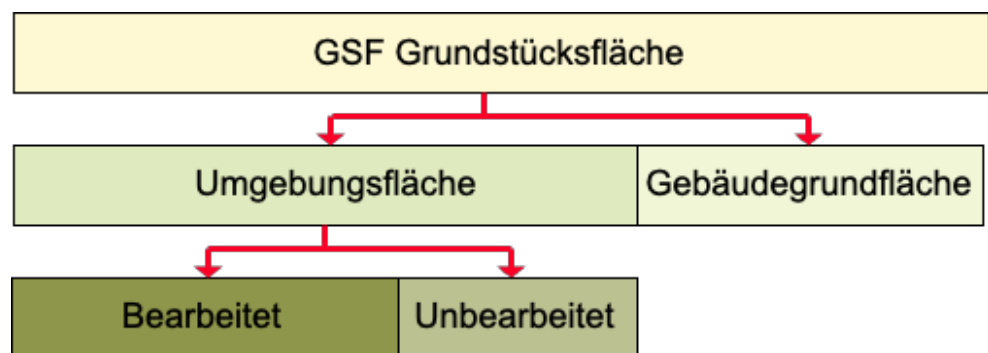 GSF Grundstücksfläche
Umgebungsfläche
Gebäudegrundfläche
Bearbeitet
Unbearbeitet